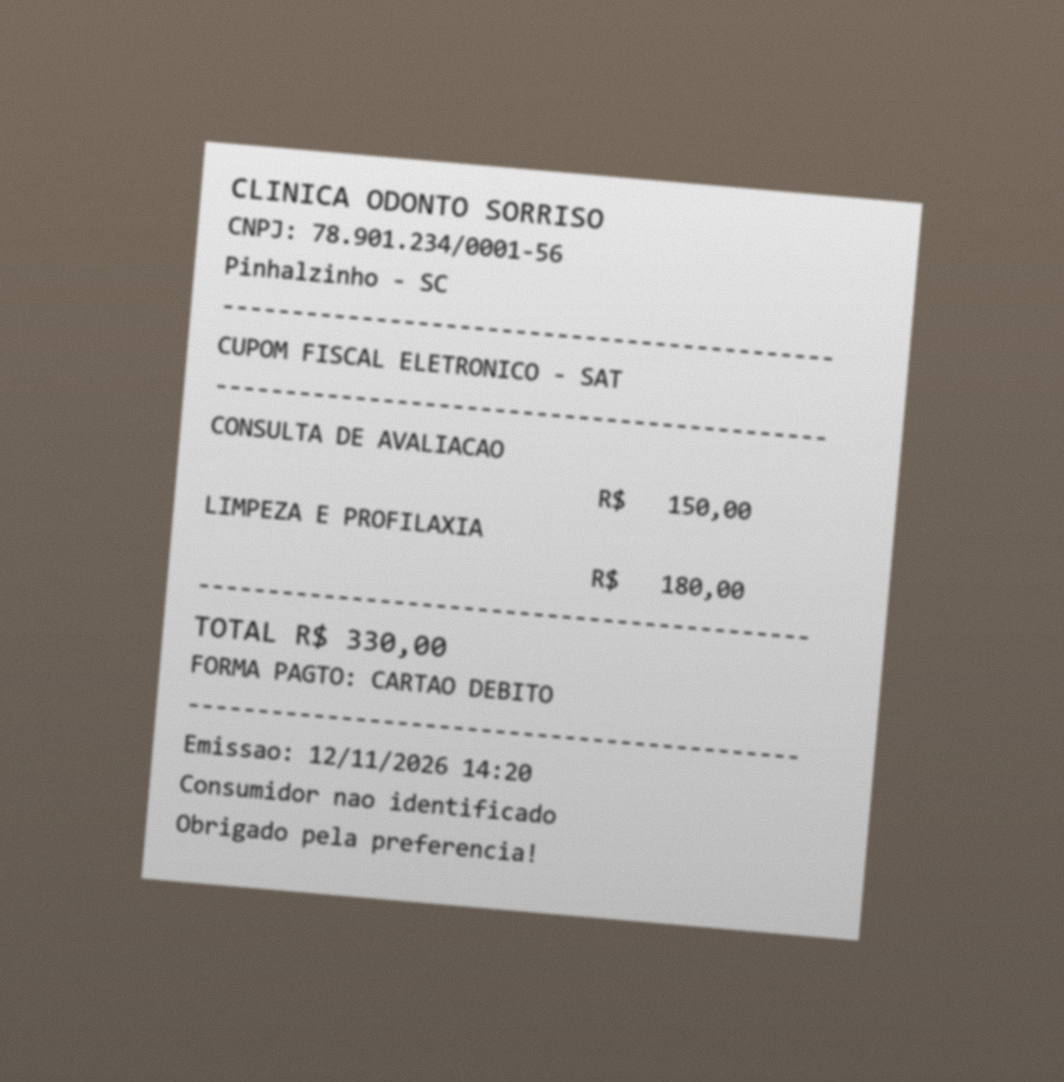 CLINICA ODONTO SORRISO
CNPJ: 78.901.234/0001-56
Pinhalzinho - SC
--------------------------------------------
CUPOM FISCAL ELETRONICO - SAT
--------------------------------------------
CONSULTA DE AVALIACAO
R$ 150,00
LIMPEZA E PROFILAXIA
R$ 180,00
--------------------------------------------
TOTAL R$ 330,00
FORMA PAGTO: CARTAO DEBITO
--------------------------------------------
Emissao: 12/11/2026 14:20
Consumidor nao identificado
Obrigado pela preferencia!